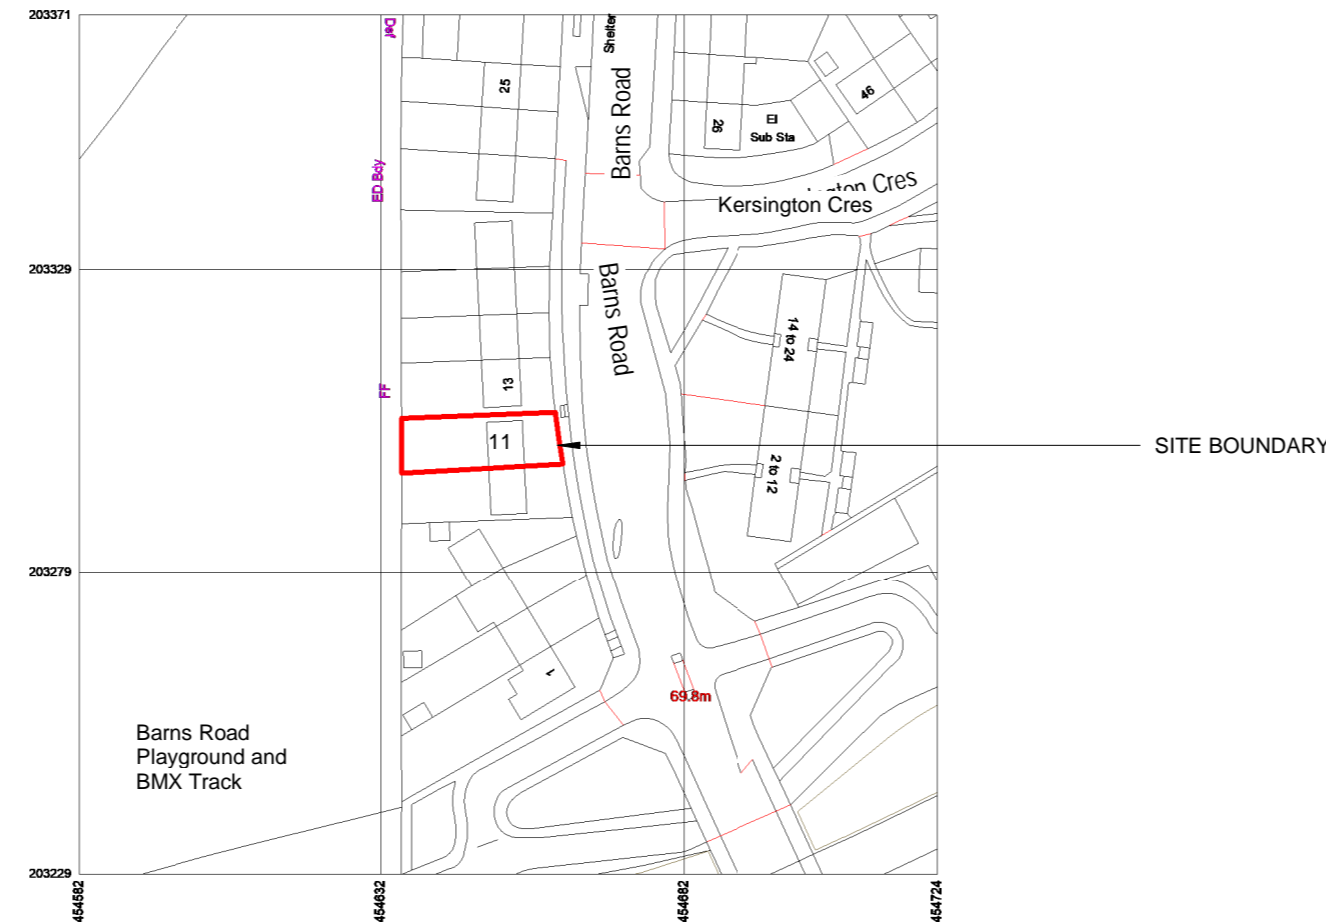 203371
Def
Shelter
25
Barns Road
26
El
Sub Sta
46
ED Bdy
ington Cres
Kersington Cres
203329
Barns Road
14 to 24
FF
13
11
SITE BOUNDARY
2 to 12
203279
1
69.8m
Barns Road
Playground and
BMX Track
203229
454582
454632
454682
454724